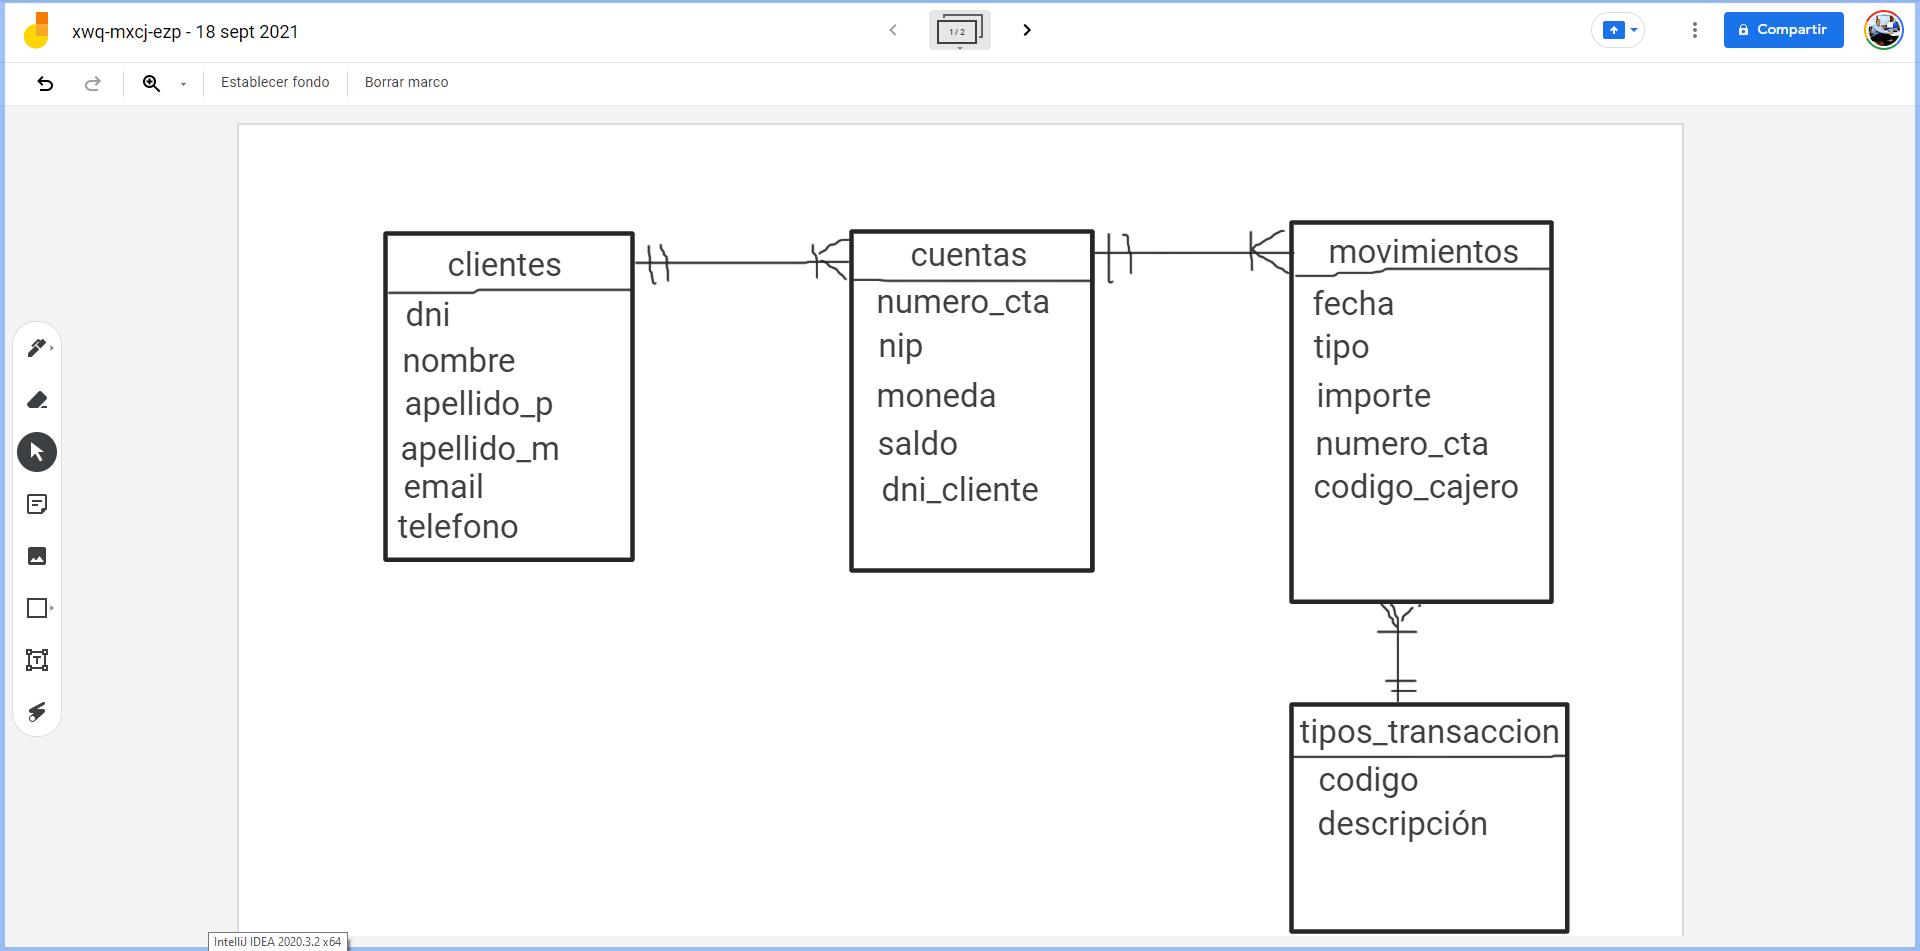 xwq-mxcj-ezp - 18 sept 2021
1 / 2
Compartir
Establecer fondo
Borrar marco
clientes
dni
nombre
apellido_p
apellido_m
email
telefono
cuentas
numero_cta
nip
moneda
saldo
dni_cliente
movimientos
fecha
tipo
importe
numero_cta
codigo_cajero
tipos_transaccion
codigo
descripción
IntelliJ IDEA 2020.3.2 x64